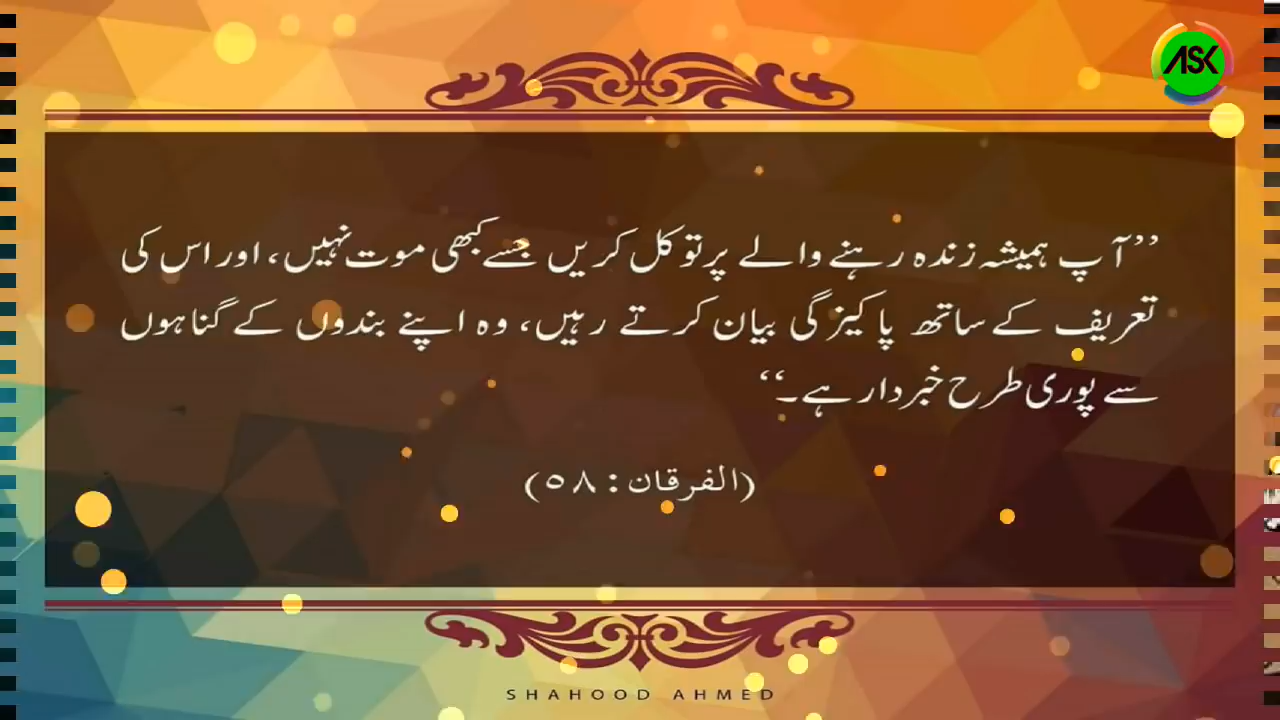 ASK
’’آپ ہمیشہ زندہ رہنے والے پر توکل کریں جسے کبھی موت نہیں، اور اس کی
تعریف کے ساتھ پاکیزگی بیان کرتے رہیں، وہ اپنے بندوں کے گناہوں
سے پوری طرح خبردار ہے۔‘‘
(الفرقان: ٥٨)
SHAHOOD AHMED